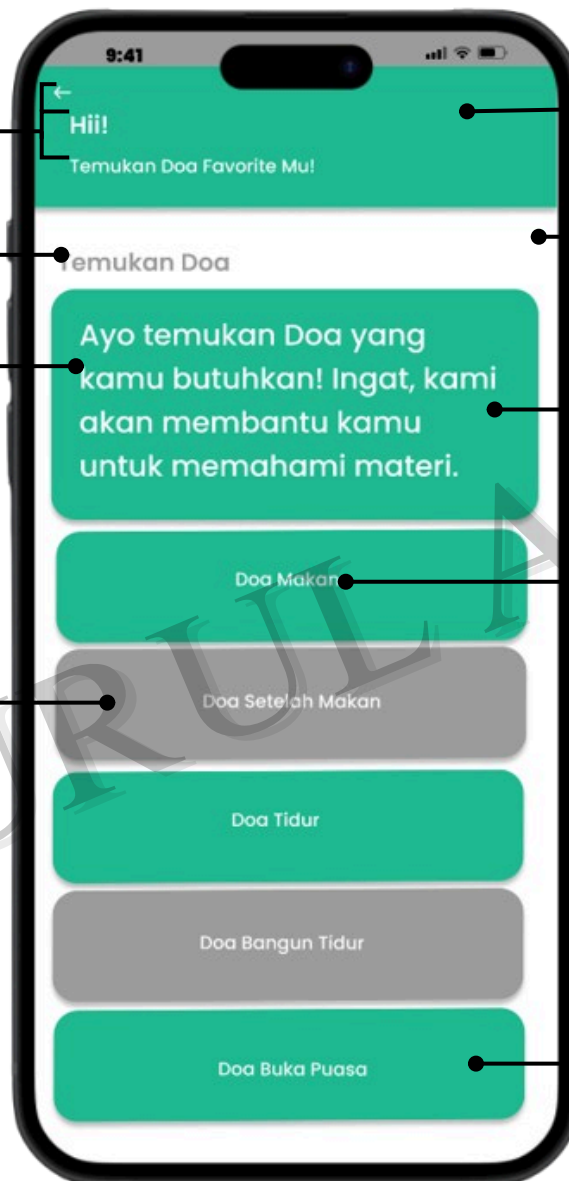 9:41
Hii!
Temukan Doa Favorite Mu!
Temukan Doa
Ayo temukan Doa yang
kamu butuhkan! Ingat, kami
akan membantu kamu
untuk memahami materi.
Doa Makan
Doa Setelah Makan
Doa Tidur
Doa Bangun Tidur
Doa Buka Puasa
URUL A